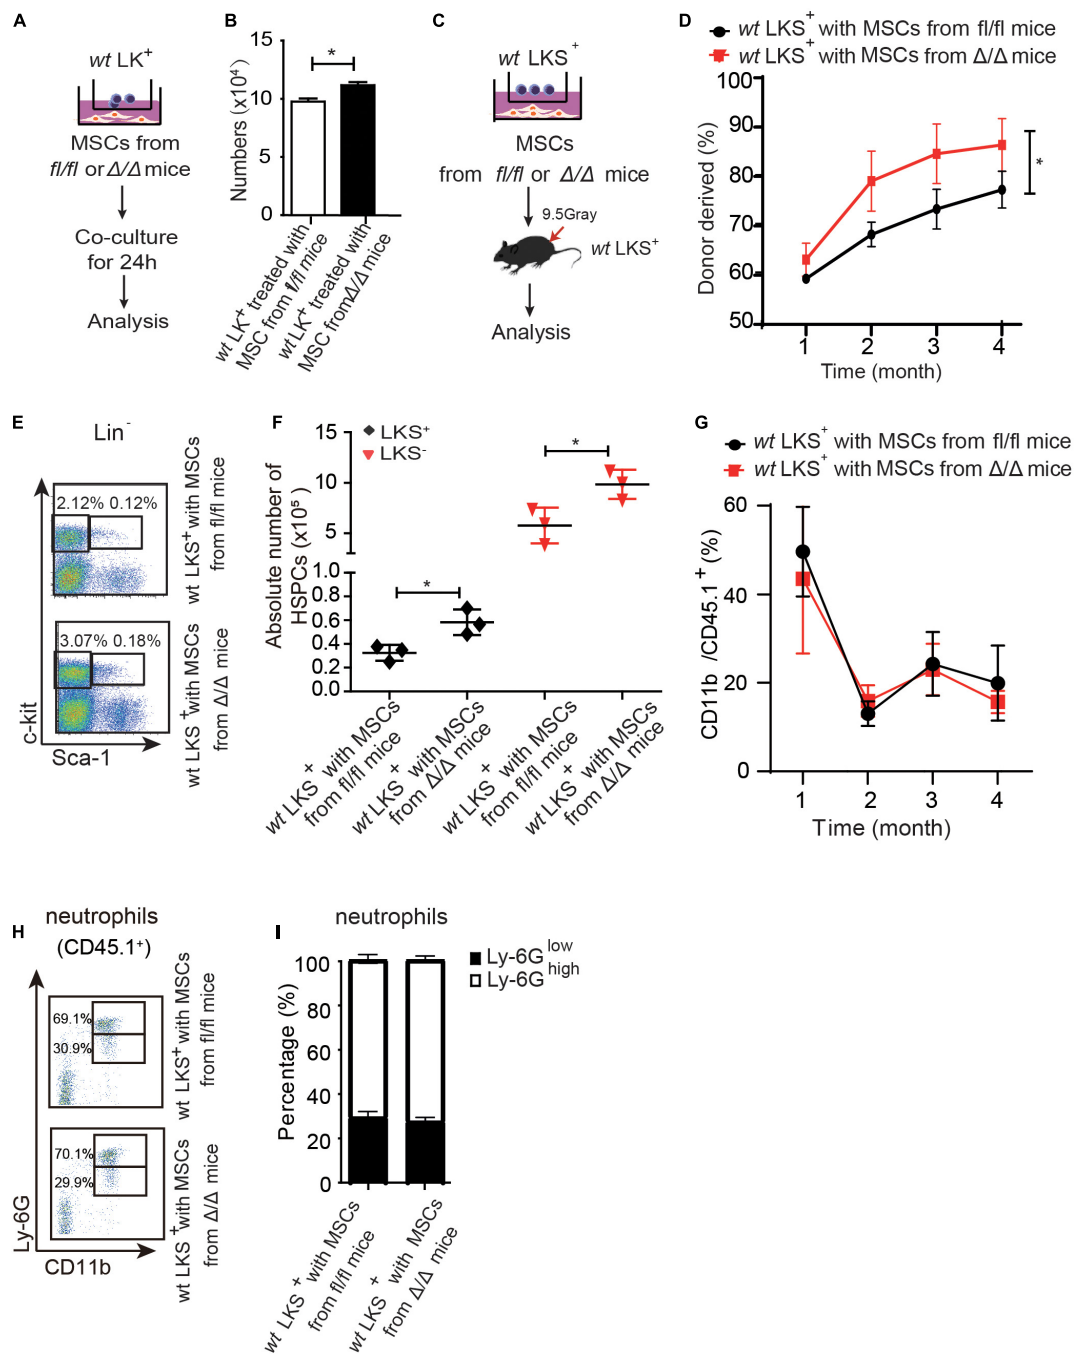 A
wt LK+
MSCs from
fl/fl or Δ/Δ mice
Co-culture
for 24h
Analysis
B
Numbers (x10⁴)
15
10
5
0
*
wt LK+ treated with
MSC from fl/fl mice
wt LK+ treated with
MSC from Δ/Δ mice
C
wt LKS+
MSCs
from fl/fl or Δ/Δ mice
9.5Gray
wt LKS+
Analysis
D
wt LKS+ with MSCs from fl/fl mice
wt LKS+ with MSCs from Δ/Δ mice
Donor derived (%)
100
90
80
70
60
50
*
1 2 3 4
Time (month)
E
Lin-
2.12% 0.12%
wt LKS+ with MSCs
from fl/fl mice
3.07% 0.18%
wt LKS+ with MSCs
from Δ/Δ mice
c-kit
Sca-1
F
LKS+
LKS-
Absolute number of
HSPCs (x10⁵)
15
10
5
1.0
0.8
0.6
0.4
0.2
0.0
*
*
wt LKS+ with MSCs
from fl/fl mice
wt LKS+ with MSCs
from Δ/Δ mice
wt LKS+ with MSCs
from fl/fl mice
wt LKS+ with MSCs
from Δ/Δ mice
G
wt LKS+ with MSCs from fl/fl mice
wt LKS+ with MSCs from Δ/Δ mice
CD11b+/CD45.1+ (%)
60
40
20
0
1 2 3 4
Time (month)
H
neutrophils
(CD45.1+)
69.1%
30.9%
wt LKS+ with MSCs
from fl/fl mice
70.1%
29.9%
wt LKS+ with MSCs
from Δ/Δ mice
Ly-6G
CD11b
I
neutrophils
Ly-6G low
Ly-6G high
Percentage (%)
100
80
60
40
20
0
wt LKS+ with MSCs
from fl/fl mice
wt LKS+ with MSCs
from Δ/Δ mice